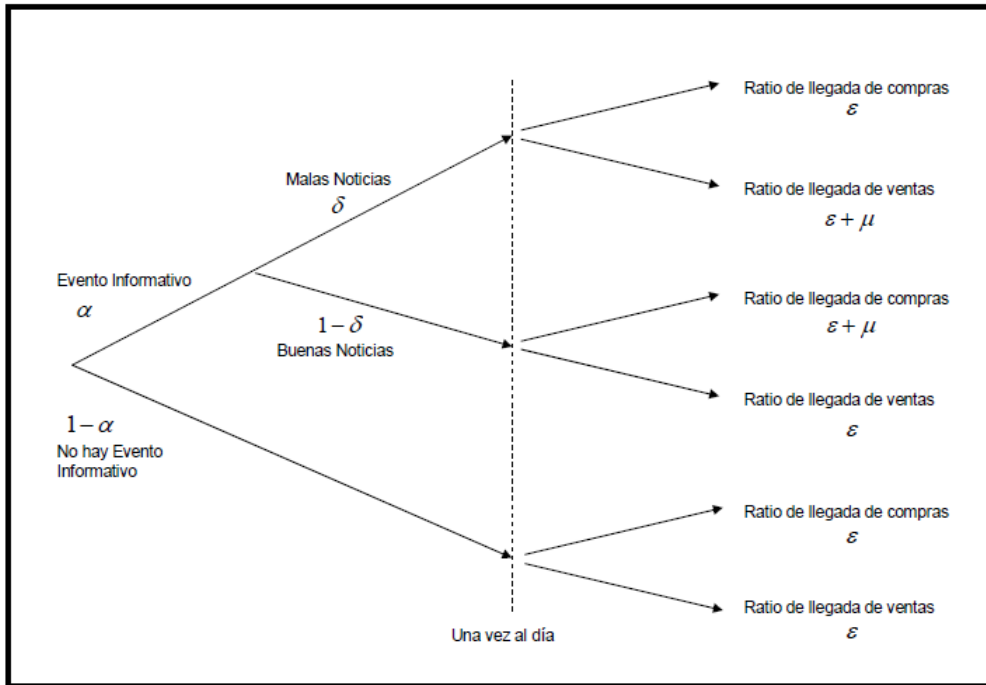 Ratio de llegada de compras
ε
Malas Noticias
δ
Ratio de llegada de ventas
ε + μ
Evento Informativo
α
Ratio de llegada de compras
ε + μ
1 − δ
Buenas Noticias
Ratio de llegada de ventas
ε
1 − α
No hay Evento
Informativo
Ratio de llegada de compras
ε
Ratio de llegada de ventas
ε
Una vez al día